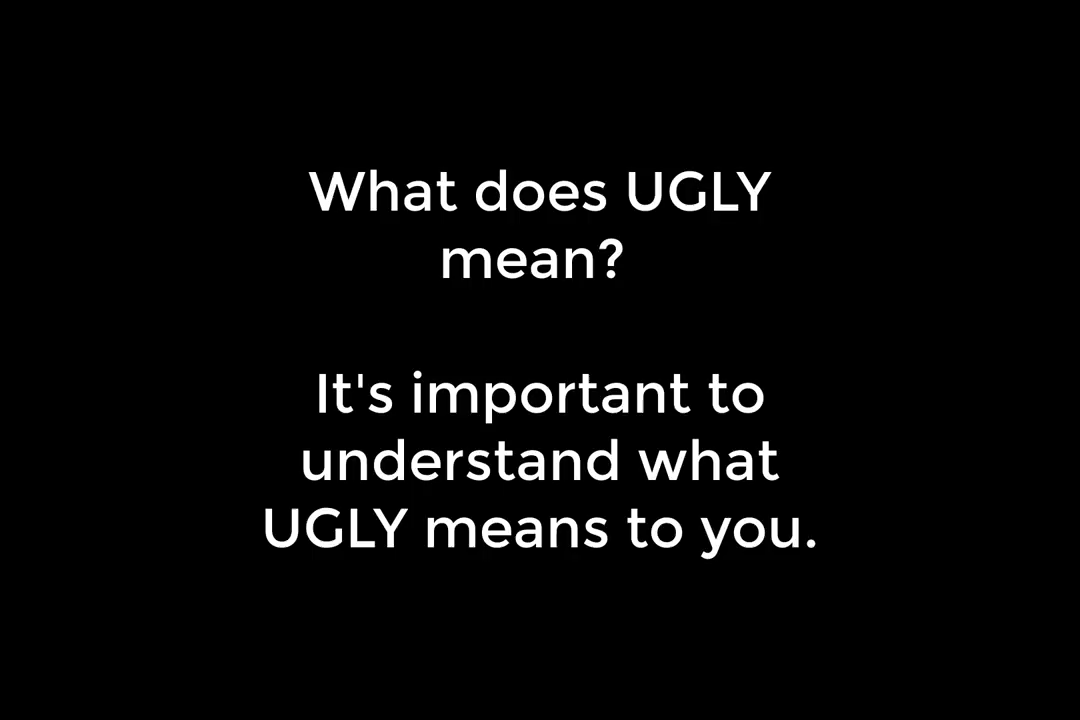 What does UGLY
mean?
It's important to
understand what
UGLY means to you.